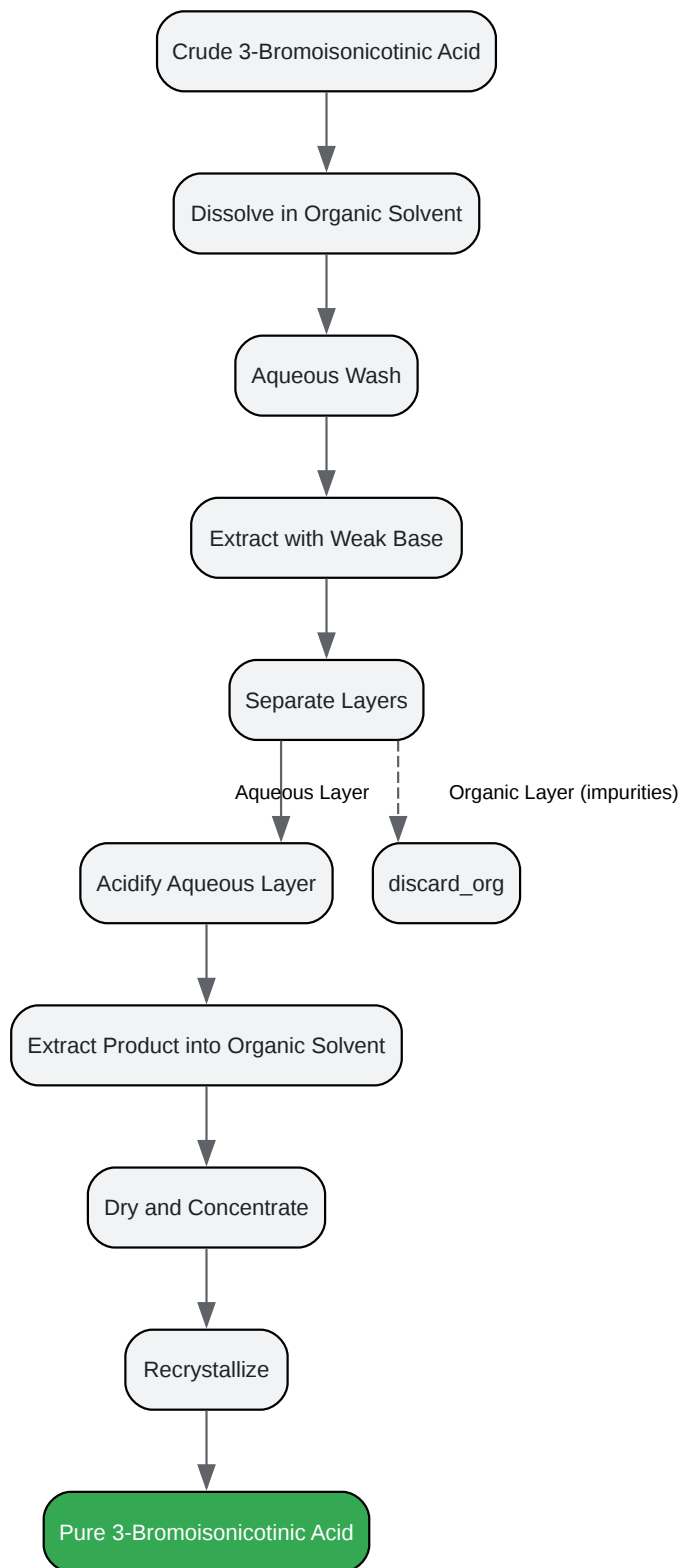 Crude 3-Bromoisonicotinic Acid
Dissolve in Organic Solvent
Aqueous Wash
Extract with Weak Base
Separate Layers
Aqueous Layer
Organic Layer (impurities)
Acidify Aqueous Layer
discard_org
Extract Product into Organic Solvent
Dry and Concentrate
Recrystallize
Pure 3-Bromoisonicotinic Acid